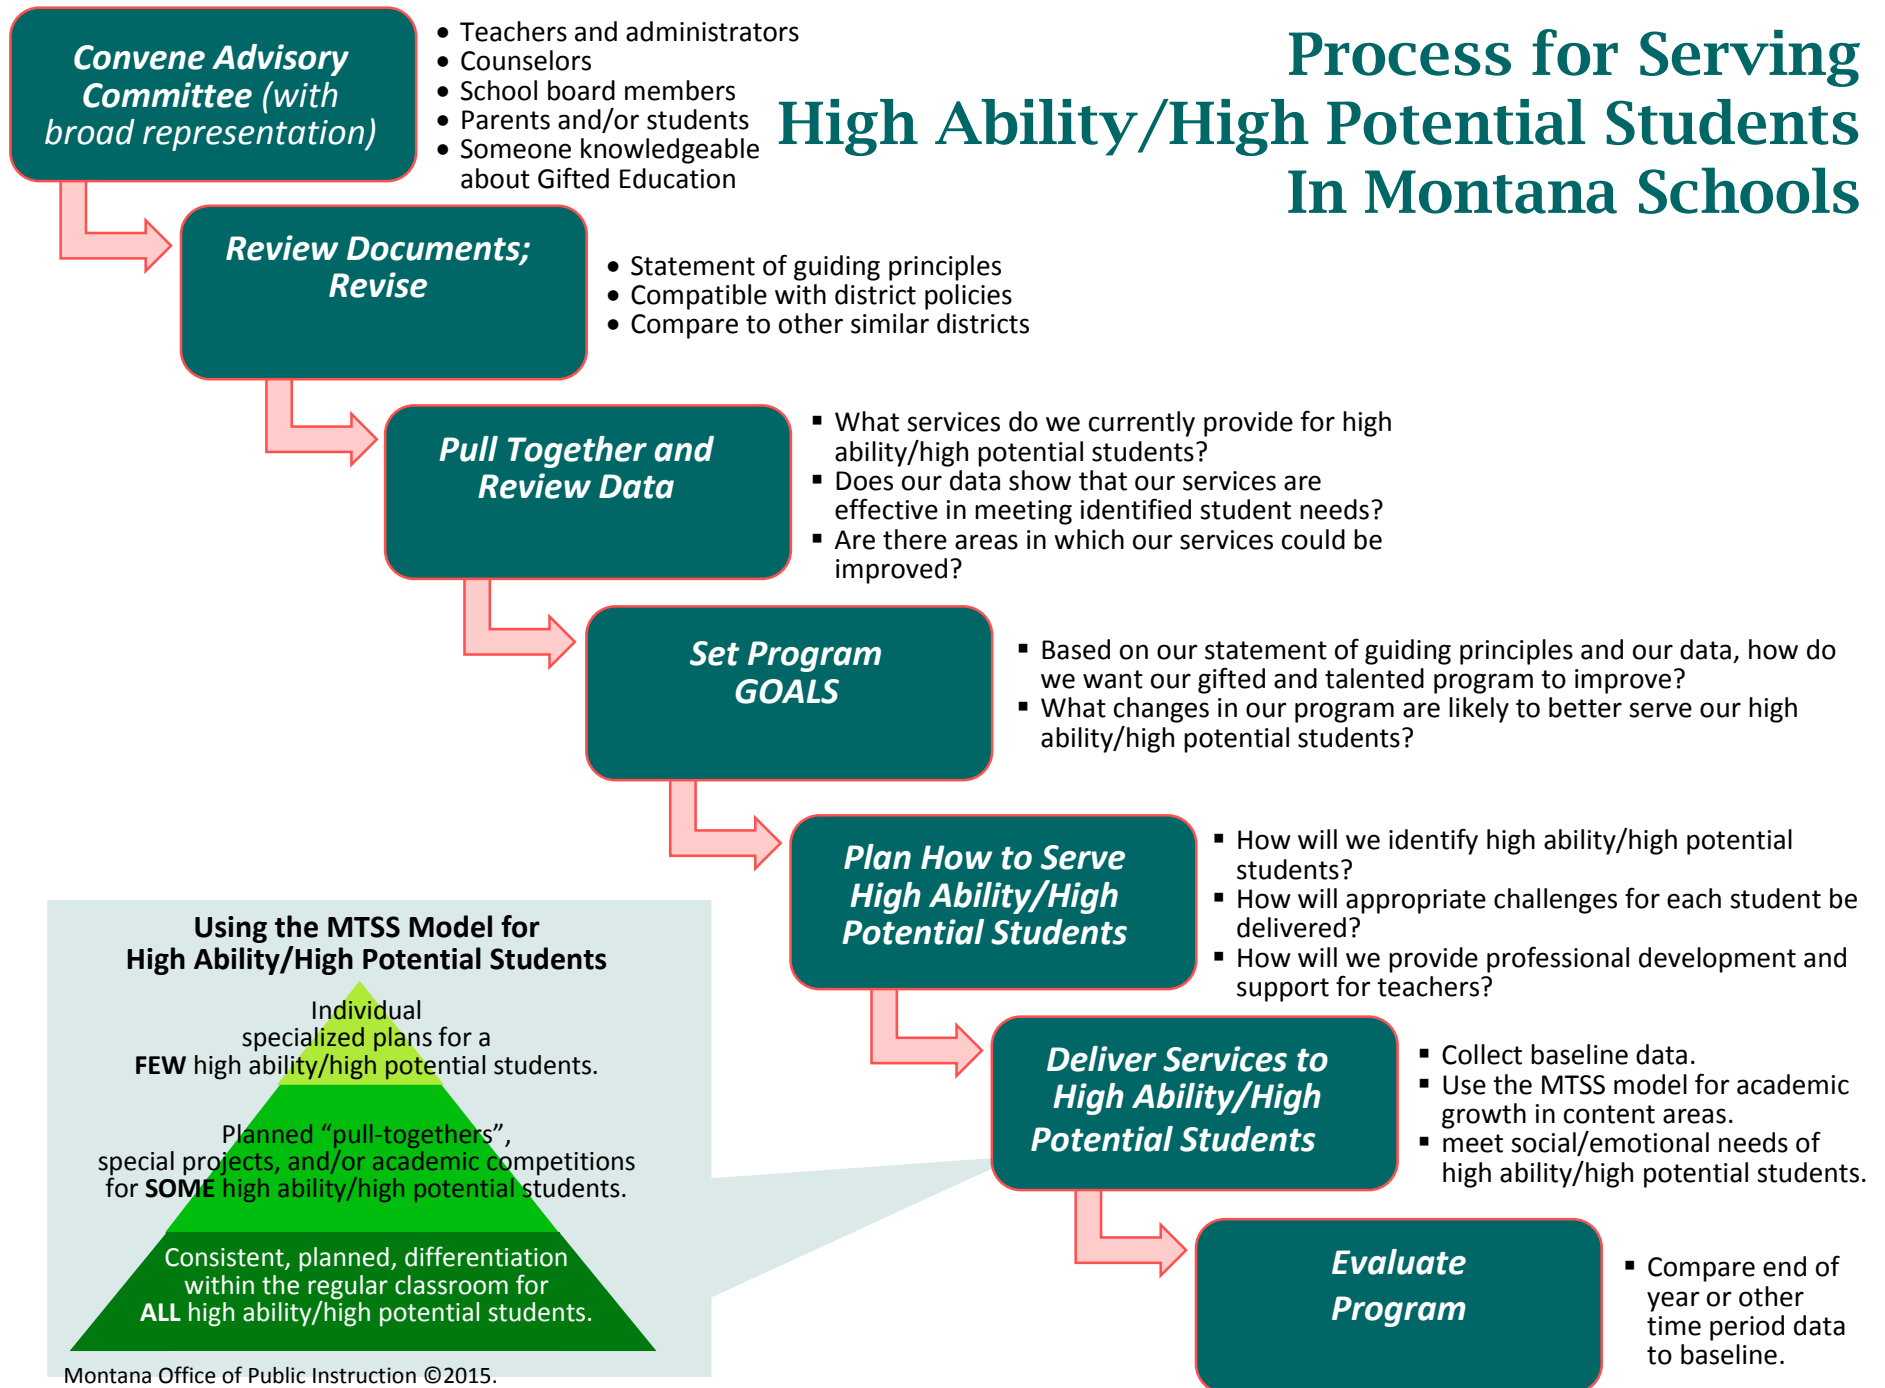 Process for Serving
High Ability/High Potential Students
In Montana Schools
Convene Advisory
Committee (with
broad representation)
• Teachers and administrators
• Counselors
• School board members
• Parents and/or students
• Someone knowledgeable
about Gifted Education
Review Documents;
Revise
• Statement of guiding principles
• Compatible with district policies
• Compare to other similar districts
Pull Together and
Review Data
▪ What services do we currently provide for high
ability/high potential students?
▪ Does our data show that our services are
effective in meeting identified student needs?
▪ Are there areas in which our services could be
improved?
Set Program
GOALS
▪ Based on our statement of guiding principles and our data, how do
we want our gifted and talented program to improve?
▪ What changes in our program are likely to better serve our high
ability/high potential students?
Plan How to Serve
High Ability/High
Potential Students
▪ How will we identify high ability/high potential
students?
▪ How will appropriate challenges for each student be
delivered?
▪ How will we provide professional development and
support for teachers?
Deliver Services to
High Ability/High
Potential Students
▪ Collect baseline data.
▪ Use the MTSS model for academic
growth in content areas.
▪ meet social/emotional needs of
high ability/high potential students.
Evaluate
Program
▪ Compare end of
year or other
time period data
to baseline.
Using the MTSS Model for
High Ability/High Potential Students
Individual
specialized plans for a
FEW high ability/high potential students.
Planned “pull-togethers”,
special projects, and/or academic competitions
for SOME high ability/high potential students.
Consistent, planned, differentiation
within the regular classroom for
ALL high ability/high potential students.
Montana Office of Public Instruction ©2015.